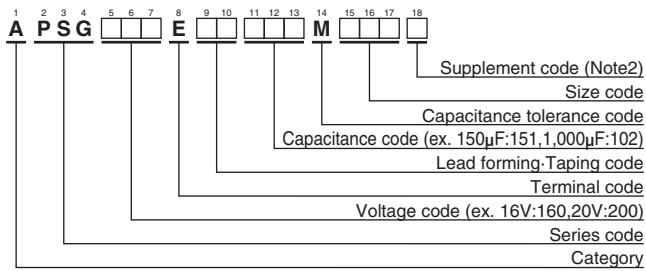 1 2 3 4 5 6 7 8 9 10 11 12 13 14 15 16 17 18
A P S G □□□ E □□ □□□ M □□□ □
Supplement code (Note2)
Size code
Capacitance tolerance code
Capacitance code (ex. 150μF:151,1,000μF:102)
Lead forming·Taping code
Terminal code
Voltage code (ex. 16V:160,20V:200)
Series code
Category